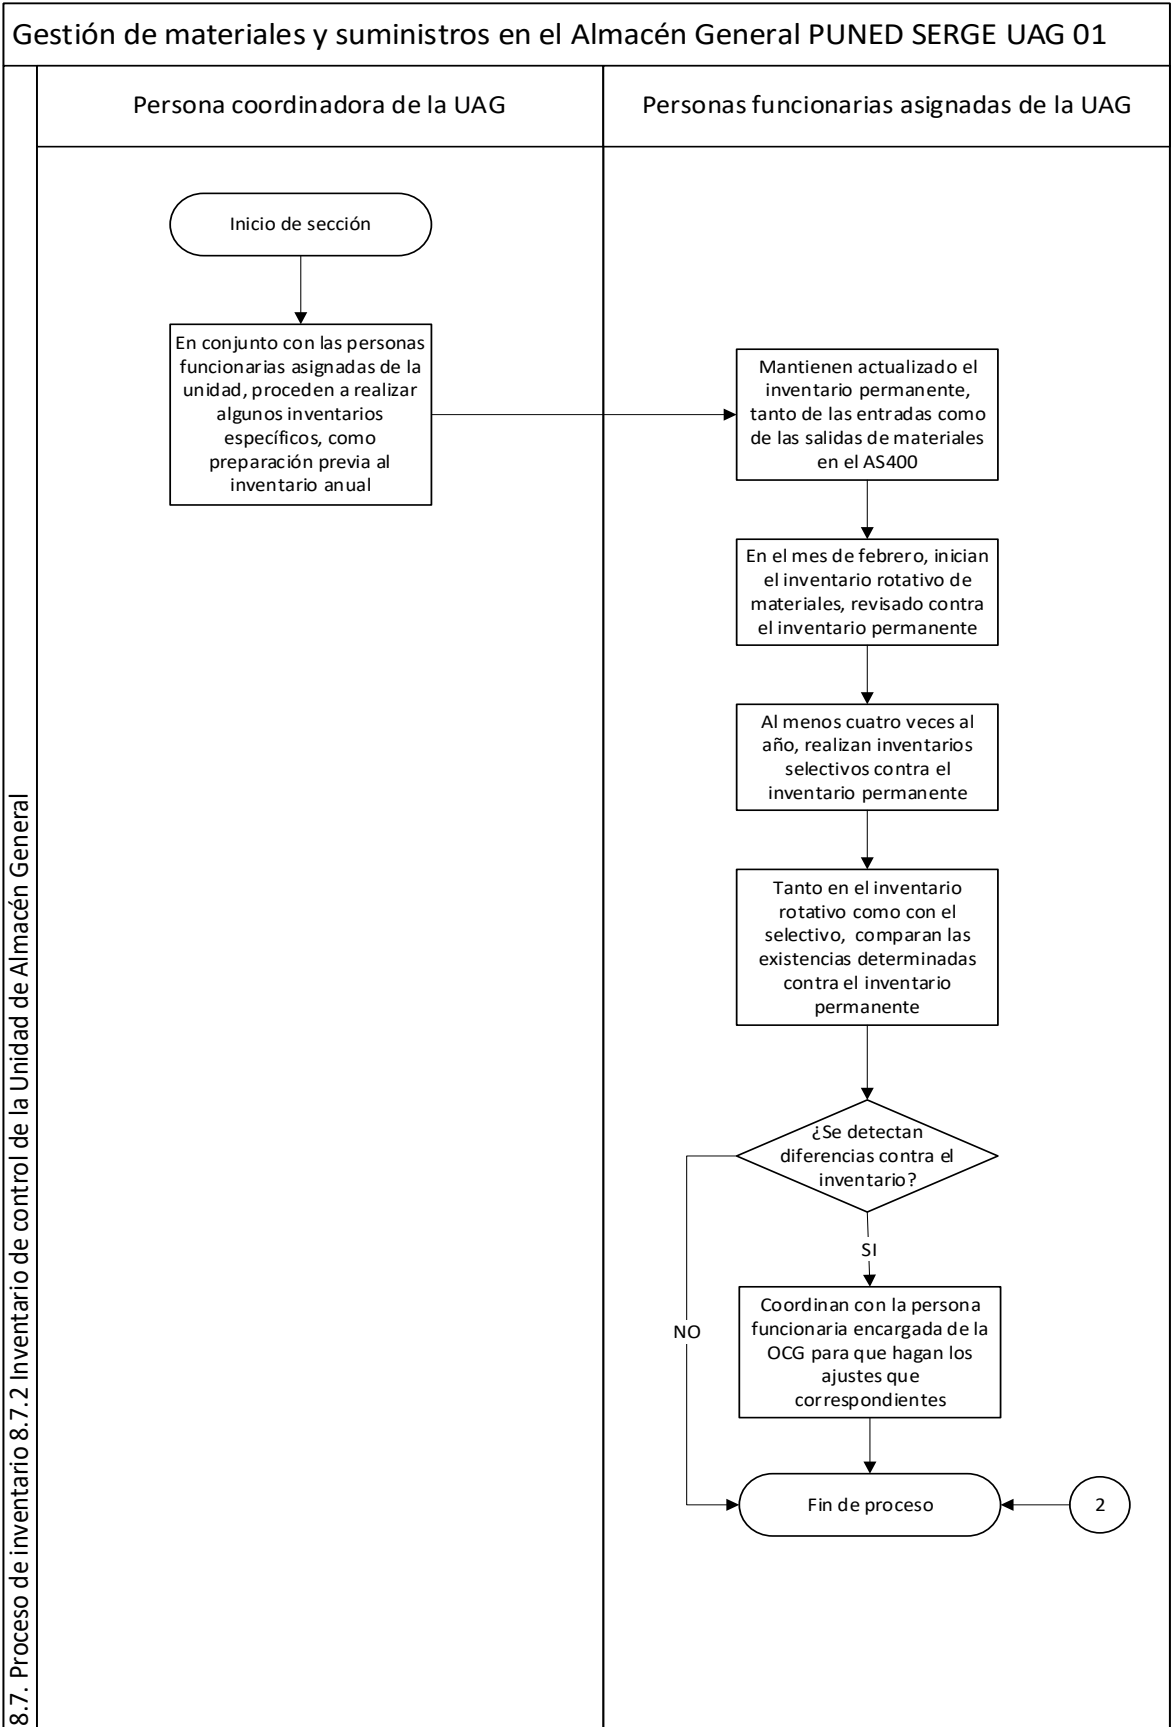 Gestión de materiales y suministros en el Almacén General PUNED SERGE UAG 01
Persona coordinadora de la UAG
Personas funcionarias asignadas de la UAG
8.7. Proceso de inventario 8.7.2 Inventario de control de la Unidad de Almacén General
Inicio de sección
En conjunto con las personas
funcionarias asignadas de la
unidad, proceden a realizar
algunos inventarios
específicos, como
preparación previa al
inventario anual
Mantienen actualizado el
inventario permanente,
tanto de las entradas como
de las salidas de materiales
en el AS400
En el mes de febrero, inician
el inventario rotativo de
materiales, revisado contra
el inventario permanente
Al menos cuatro veces al
año, realizan inventarios
selectivos contra el
inventario permanente
Tanto en el inventario
rotativo como con el
selectivo, comparan las
existencias determinadas
contra el inventario
permanente
¿Se detectan
diferencias contra el
inventario?
SI
NO
Coordinan con la persona
funcionaria encargada de la
OCG para que hagan los
ajustes que
correspondientes
Fin de proceso
2